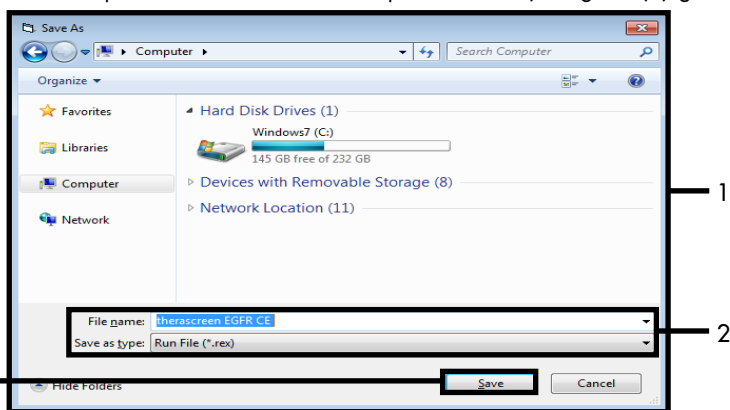 Save As
Computer
Search Computer
Organize
Favorites
Libraries
Computer
Network
Hard Disk Drives (1)
Windows7 (C:)
145 GB free of 232 GB
Devices with Removable Storage (8)
Network Location (11)
1
File name: therascreen EGFR CE
Save as type: Run File (*.rex)
2
Hide Folders
Save
Cancel